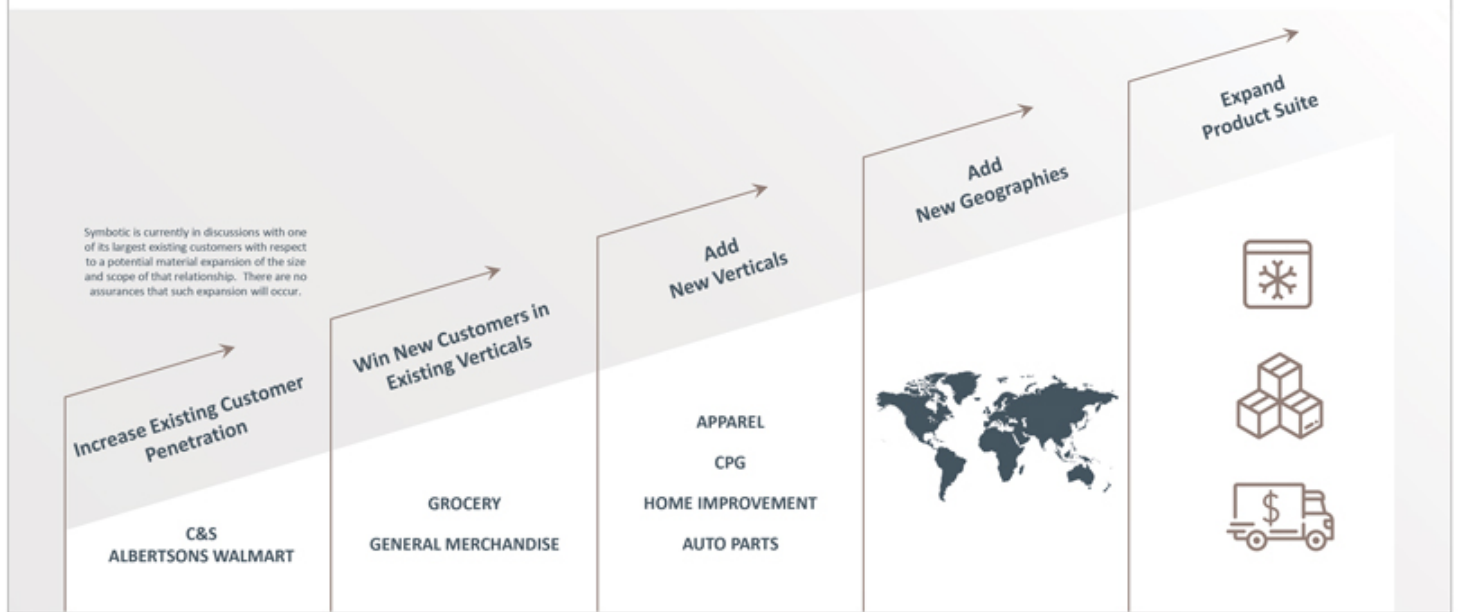 Symbotic is currently in discussions with one
of its largest existing customers with respect
to a potential material expansion of the size
and scope of that relationship.  There are no
assurances that such expansion will occur.
Increase Existing Customer
Penetration
C&S
ALBERTSONS WALMART
Win New Customers in
Existing Verticals
GROCERY
GENERAL MERCHANDISE
Add
New Verticals
APPAREL
CPG
HOME IMPROVEMENT
AUTO PARTS
Add
New Geographies
Expand
Product Suite
$